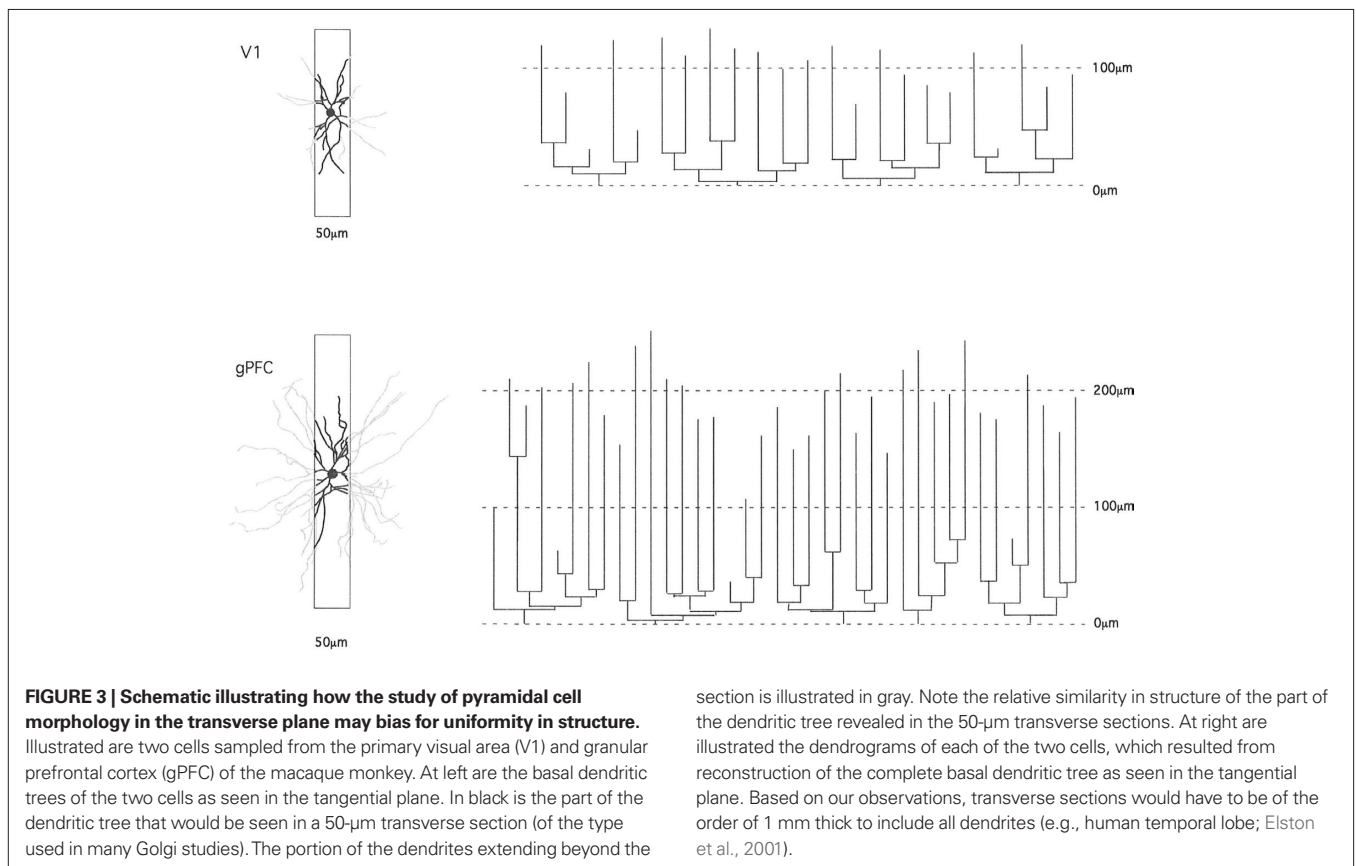 V1
50µm
100µm
0µm
gPFC
50µm
200µm
100µm
0µm
FIGURE 3 | Schematic illustrating how the study of pyramidal cell
morphology in the transverse plane may bias for uniformity in structure.
Illustrated are two cells sampled from the primary visual area (V1) and granular
prefrontal cortex (gPFC) of the macaque monkey. At left are the basal dendritic
trees of the two cells as seen in the tangential plane. In black is the part of the
dendritic tree that would be seen in a 50-µm transverse section (of the type
used in many Golgi studies). The portion of the dendrites extending beyond the
section is illustrated in gray. Note the relative similarity in structure of the part of
the dendritic tree revealed in the 50-µm transverse sections. At right are
illustrated the dendrograms of each of the two cells, which resulted from
reconstruction of the complete basal dendritic tree as seen in the tangential
plane. Based on our observations, transverse sections would have to be of the
order of 1 mm thick to include all dendrites (e.g., human temporal lobe; Elston
et al., 2001).